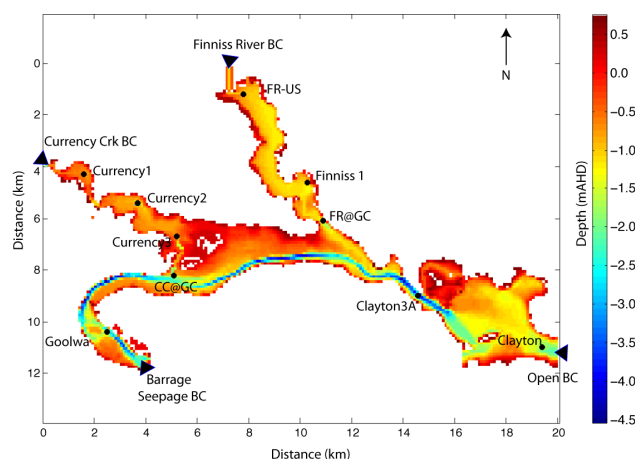 Finniss River BC
FR-US
N
Currency Crk BC
Currency1
Currency2
Finniss 1
FR@GC
Currency3
CC@GC
Clayton3A
Goolwa
Clayton
Open BC
Barrage
Seepage BC
0
2
4
6
8
10
12
Distance (km)
0 2 4 6 8 10 12 14 16 18 20
Distance (km)
0.5
0.0
-0.5
-1.0
-1.5
-2.0
-2.5
-3.0
-3.5
-4.0
-4.5
Depth (mAHD)